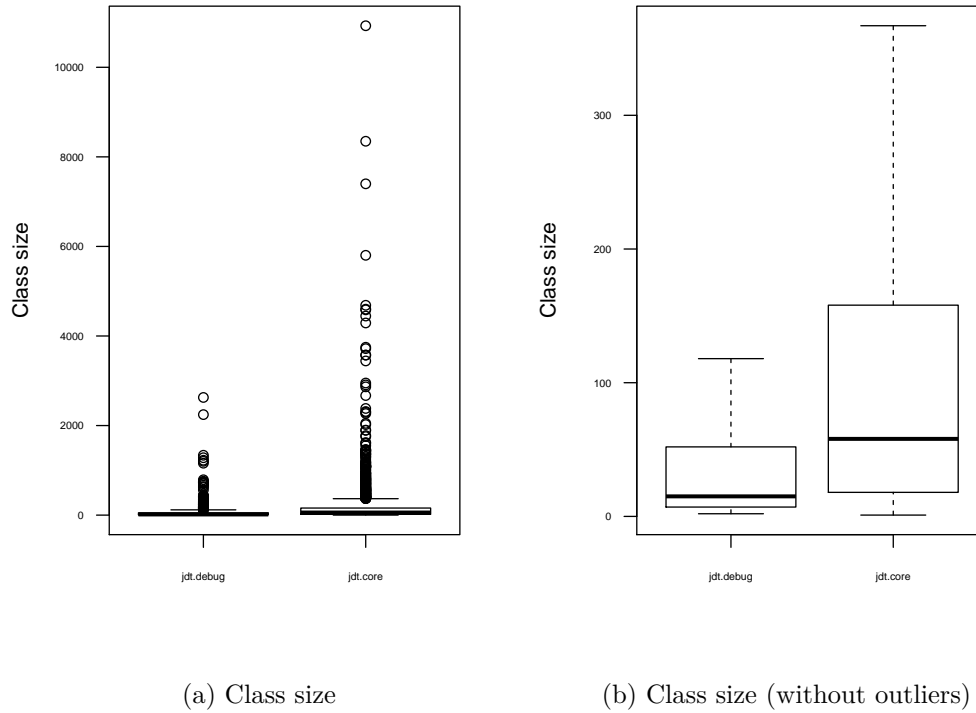 Class size
10000
8000
6000
4000
2000
0
jdt.debug
jdt.core
(a) Class size
Class size
300
200
100
0
jdt.debug
jdt.core
(b) Class size (without outliers)